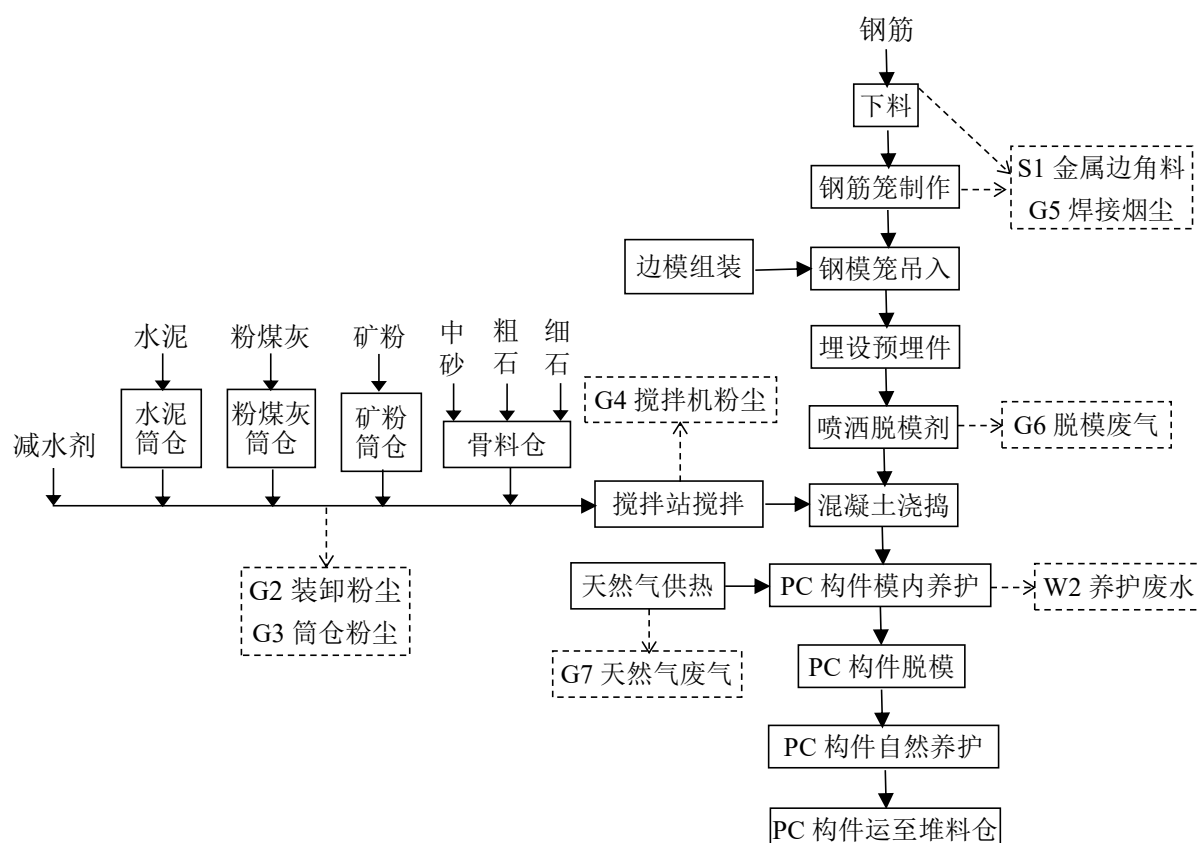 钢筋
下料
S1 金属边角料
G5 焊接烟尘
钢筋笼制作
边模组装
钢模笼吊入
水泥
粉煤灰
矿粉
中砂
粗石
细石
埋设预埋件
G4 搅拌机粉尘
水泥
筒仓
粉煤灰
筒仓
矿粉
筒仓
骨料仓
减水剂
喷洒脱模剂
G6 脱模废气
搅拌站搅拌
混凝土浇捣
G2 装卸粉尘
G3 筒仓粉尘
天然气供热
PC 构件模内养护
W2 养护废水
G7 天然气废气
PC 构件脱模
PC 构件自然养护
PC 构件运至堆料仓